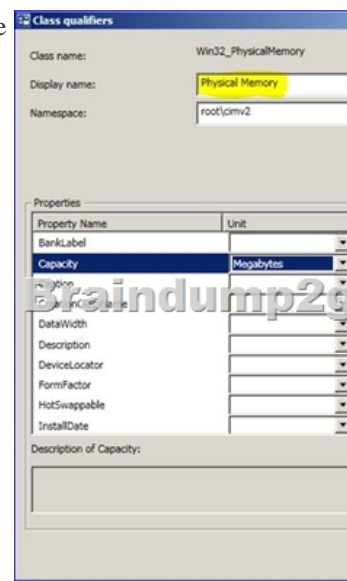 e
Class qualifiers
Class name: Win32_PhysicalMemory
Display name: Physical Memory
Namespace: root\cimv2
Properties
Property Name Unit
BankLabel
Capacity Megabytes
Braindump2g
DataWidth
Description
DeviceLocator
FormFactor
HotSwappable
InstallDate
Description of Capacity: